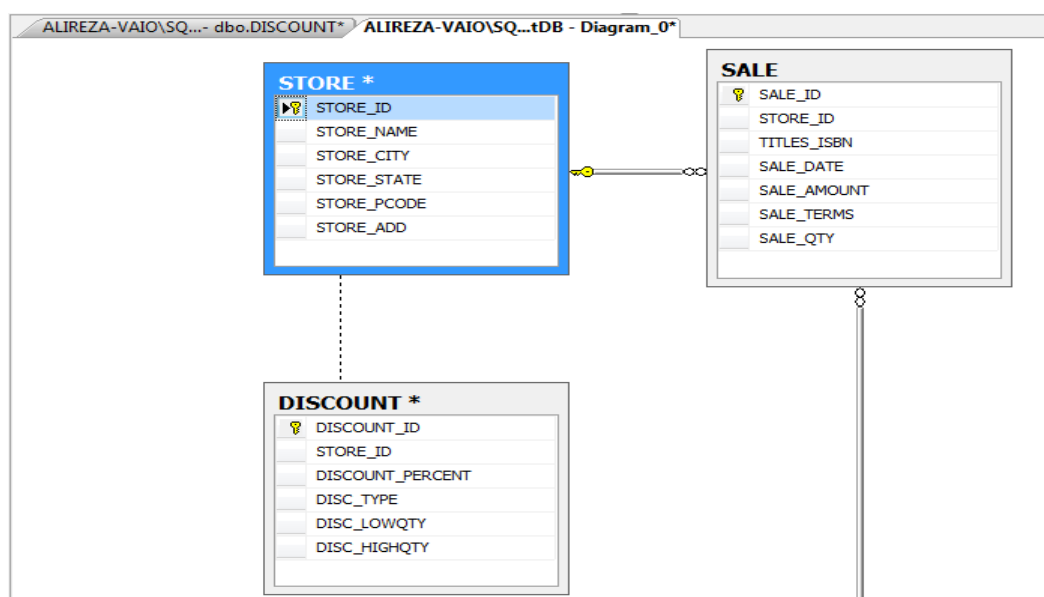 ALIREZA-VAIO\SQ...- dbo.DISCOUNT* ALIREZA-VAIO\SQ...tDB - Diagram_0*
STORE *
STORE_ID
STORE_NAME
STORE_CITY
STORE_STATE
STORE_PCODE
STORE_ADD
SALE
SALE_ID
STORE_ID
TITLES_ISBN
SALE_DATE
SALE_AMOUNT
SALE_TERMS
SALE_QTY
DISCOUNT *
DISCOUNT_ID
STORE_ID
DISCOUNT_PERCENT
DISC_TYPE
DISC_LOWQTY
DISC_HIGHQTY